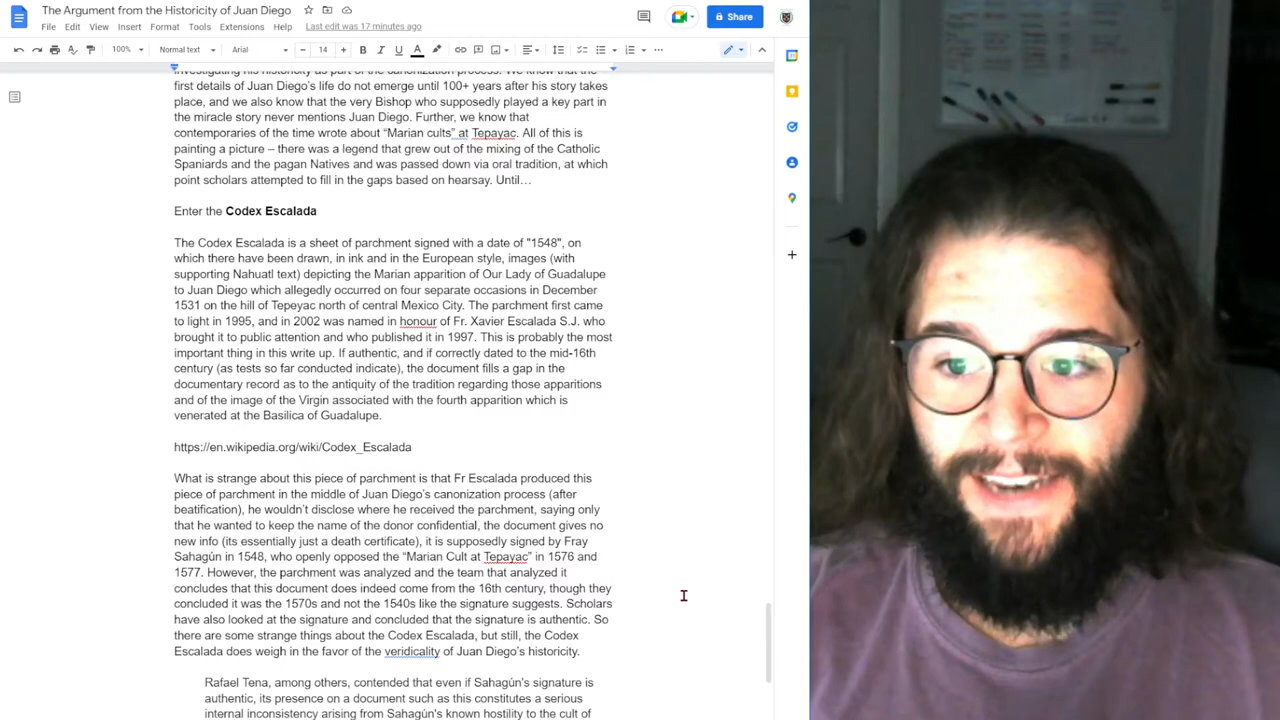 The Argument from the Historicity of Juan Diego
File Edit View Insert Format Tools Extensions Help Last edit was 17 minutes ago
Share
100% Normal text Arial 14 B I U A
investigating his historicity as part of the canonization process. We know that the
first details of Juan Diego's life do not emerge until 100+ years after his story takes
place, and we also know that the very Bishop who supposedly played a key part in
the miracle story never mentions Juan Diego. Further, we know that
contemporaries of the time wrote about “Marian cults” at Tepayac. All of this is
painting a picture – there was a legend that grew out of the mixing of the Catholic
Spaniards and the pagan Natives and was passed down via oral tradition, at which
point scholars attempted to fill in the gaps based on hearsay. Until…
Enter the Codex Escalada
The Codex Escalada is a sheet of parchment signed with a date of "1548", on
which there have been drawn, in ink and in the European style, images (with
supporting Nahuatl text) depicting the Marian apparition of Our Lady of Guadalupe
to Juan Diego which allegedly occurred on four separate occasions in December
1531 on the hill of Tepeyac north of central Mexico City. The parchment first came
to light in 1995, and in 2002 was named in honour of Fr. Xavier Escalada S.J. who
brought it to public attention and who published it in 1997. This is probably the most
important thing in this write up. If authentic, and if correctly dated to the mid-16th
century (as tests so far conducted indicate), the document fills a gap in the
documentary record as to the antiquity of the tradition regarding those apparitions
and of the image of the Virgin associated with the fourth apparition which is
venerated at the Basilica of Guadalupe.
https://en.wikipedia.org/wiki/Codex_Escalada
What is strange about this piece of parchment is that Fr Escalada produced this
piece of parchment in the middle of Juan Diego’s canonization process (after
beatification), he wouldn’t disclose where he received the parchment, saying only
that he wanted to keep the name of the donor confidential, the document gives no
new info (its essentially just a death certificate), it is supposedly signed by Fray
Sahagún in 1548, who openly opposed the “Marian Cult at Tepayac” in 1576 and
1577. However, the parchment was analyzed and the team that analyzed it
concludes that this document does indeed come from the 16th century, though they
concluded it was the 1570s and not the 1540s like the signature suggests. Scholars
have also looked at the signature and concluded that the signature is authentic. So
there are some strange things about the Codex Escalada, but still, the Codex
Escalada does weigh in the favor of the veridicality of Juan Diego’s historicity.
Rafael Tena, among others, contended that even if Sahagún's signature is
authentic, its presence on a document such as this constitutes a serious
internal inconsistency arising from Sahagún's known hostility to the cult of